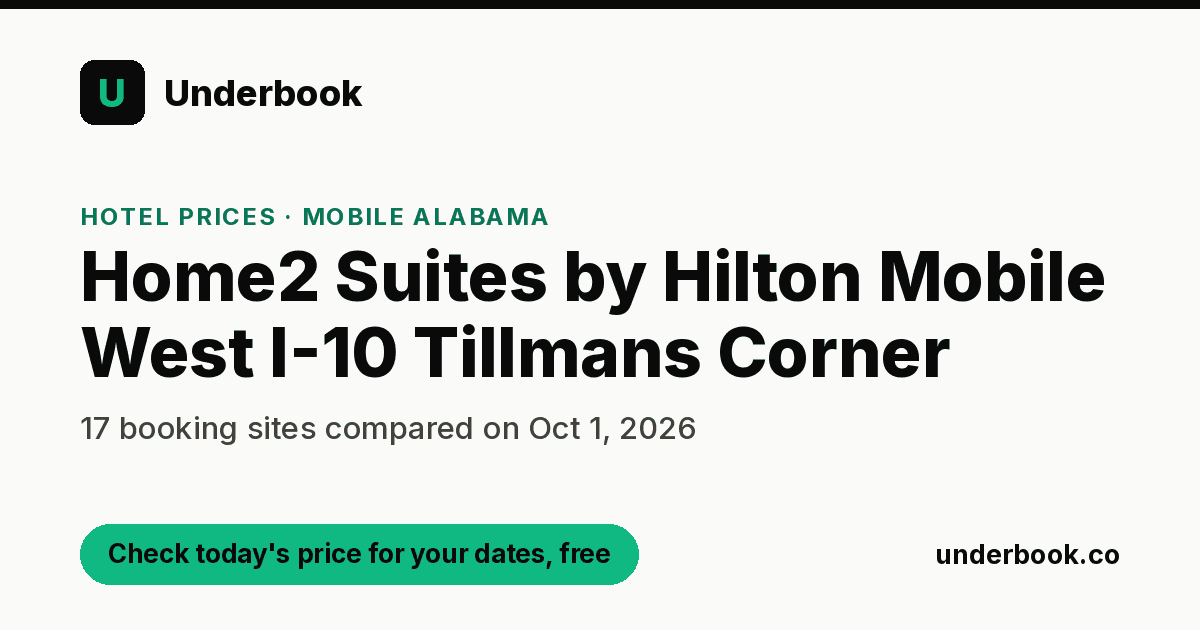 U Underbook
HOTEL PRICES · MOBILE ALABAMA
Home2 Suites by Hilton Mobile
West I-10 Tillmans Corner
17 booking sites compared on Oct 1, 2026
Check today's price for your dates, free
underbook.co